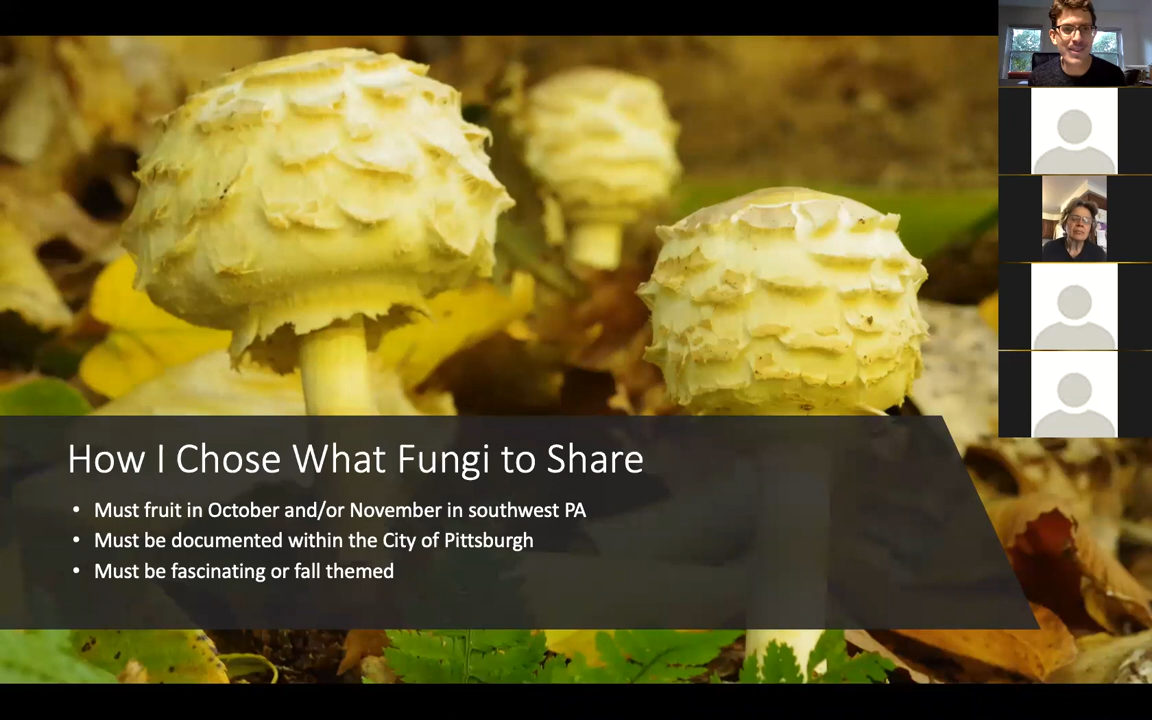 How I Chose What Fungi to Share
• Must fruit in October and/or November in southwest PA
• Must be documented within the City of Pittsburgh
• Must be fascinating or fall themed